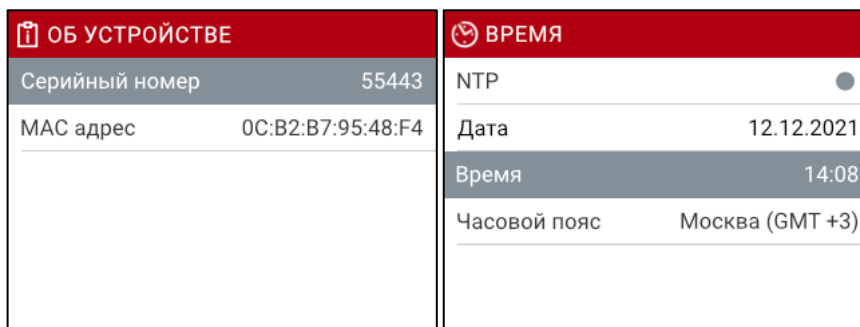 ОБ УСТРОЙСТВЕ
Серийный номер 55443
MAC адрес 0C:B2:B7:95:48:F4
ВРЕМЯ
NTP
Дата 12.12.2021
Время 14:08
Часовой пояс Москва (GMT +3)